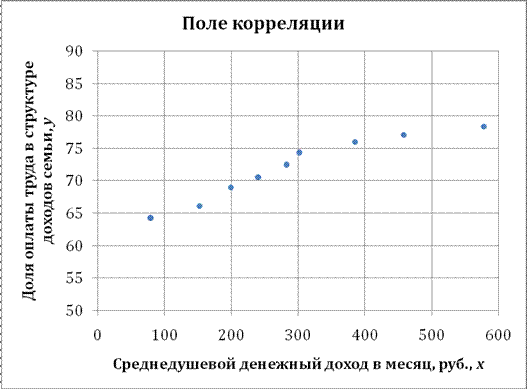 Поле корреляции
Доля оплаты труда в структуре
доходов семьи, y
90
85
80
75
70
65
60
55
50
0 100 200 300 400 500 600
Среднедушевой денежный доход в месяц, руб., x